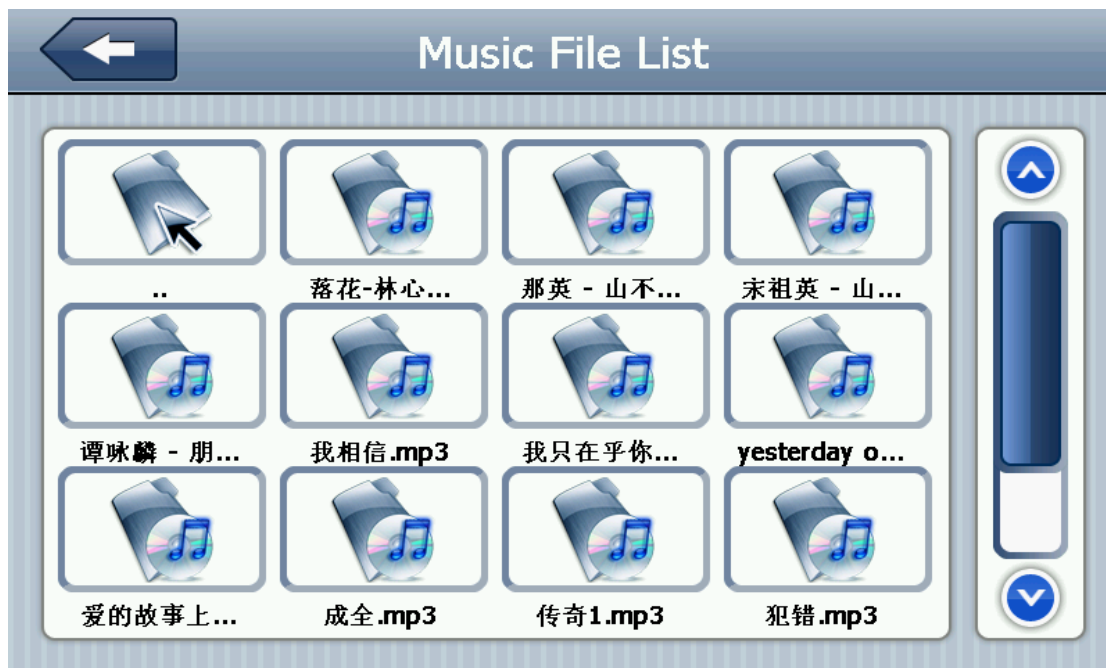 Music File List
..
落花-林心...
那英 - 山不...
宋祖英 - 山...
谭咏麟 - 朋...
我相信.mp3
我只在乎你...
yesterday o...
爱的故事上...
成全.mp3
传奇1.mp3
犯错.mp3